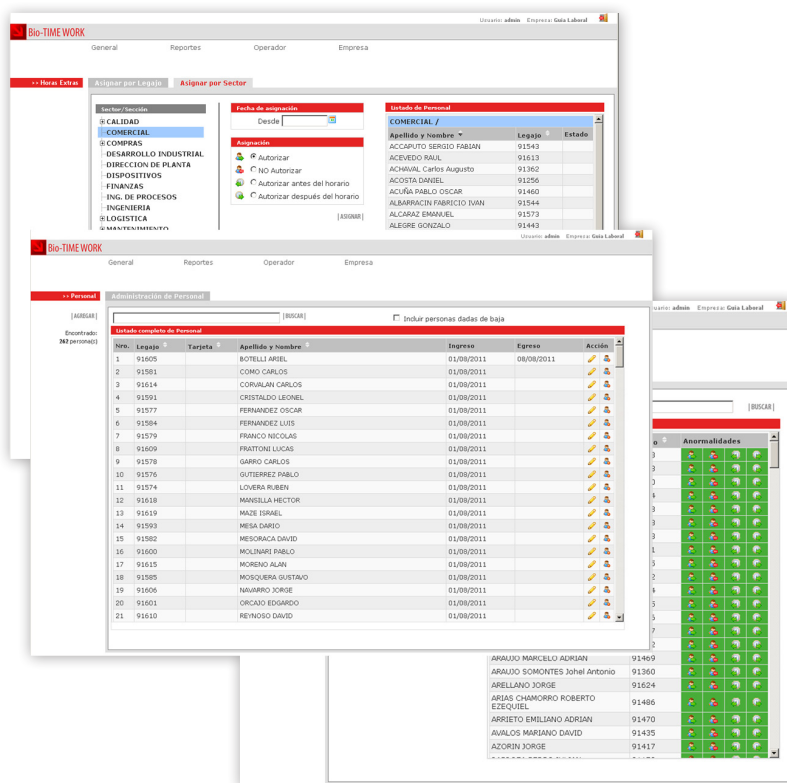 Usuario: admin Empresa: Guía Laboral
Bio-TIME WORK
General Reportes Operador Empresa
>> Horas Extras Asignar por Legajo Asignar por Sector
Sector/Sección
CALIDAD
COMERCIAL
COMPRAS
DESARROLLO INDUSTRIAL
DIRECCION DE PLANTA
DISPOSITIVOS
FINANZAS
ING. DE PROCESOS
INGENIERIA
LOGISTICA
MANTENIMIENTO
Fecha de asignación
Desde
Asignación
Autorizar
NO Autorizar
Autorizar antes del horario
Autorizar después del horario
|ASIGNAR|
Listado de Personal
COMERCIAL /
Apellido y Nombre Legajo Estado
ACCAPUTO SERGIO FABIAN 91543
ACEVEDO RAUL 91613
ACHAVAL Carlos Augusto 91362
ACOSTA DANIEL 91256
ACUÑA PABLO OSCAR 91460
ALBARRACIN FABRICIO IVAN 91544
ALCARAZ EMANUEL 91573
ALEGRE GONZALO 91443
Usuario: admin Empresa: Guía Laboral
Bio-TIME WORK
General Reportes Operador Empresa
>> Personal Administración de Personal
|AGREGAR| |BUSCAR| Incluir personas dadas de baja
Encontrado:
262 persona(s)
Listado completo de Personal
Nro. Legajo Tarjeta Apellido y Nombre Ingreso Egreso Acción
1 91605 BOTELLI ARIEL 01/08/2011 08/08/2011
2 91581 COMO CARLOS 01/08/2011
3 91614 CORVALAN CARLOS 01/08/2011
4 91591 CRISTALDO LEONEL 01/08/2011
5 91577 FERNANDEZ OSCAR 01/08/2011
6 91584 FERNANDEZ LUIS 01/08/2011
7 91579 FRANCO NICOLAS 01/08/2011
8 91609 FRATTONI LUCAS 01/08/2011
9 91578 GARRO CARLOS 01/08/2011
10 91576 GUTIERREZ PABLO 01/08/2011
11 91574 LOVERA RUBEN 01/08/2011
12 91618 MANSILLA HECTOR 01/08/2011
13 91619 MAZE ISRAEL 01/08/2011
14 91593 MESA DARIO 01/08/2011
15 91582 MESORACA DAVID 01/08/2011
16 91600 MOLINARI PABLO 01/08/2011
17 91615 MORENO ALAN 01/08/2011
18 91585 MOSQUERA GUSTAVO 01/08/2011
19 91606 NAVARRO JORGE 01/08/2011
20 91601 ORCAJO EDGARDO 01/08/2011
21 91610 REYNOSO DAVID 01/08/2011
admin Empresa: Guía Laboral
|BUSCAR|
Anormalidades
ARAUJO MARCELO ADRIAN 91469
ARAUJO SOMONTES Johel Antonio 91360
ARELLANO JORGE 91624
ARIAS CHAMORRO ROBERTO
EZEQUIEL 91486
ARRIETO EMILIANO ADRIAN 91470
AVALOS MARIANO DAVID 91435
AZORIN JORGE 91417